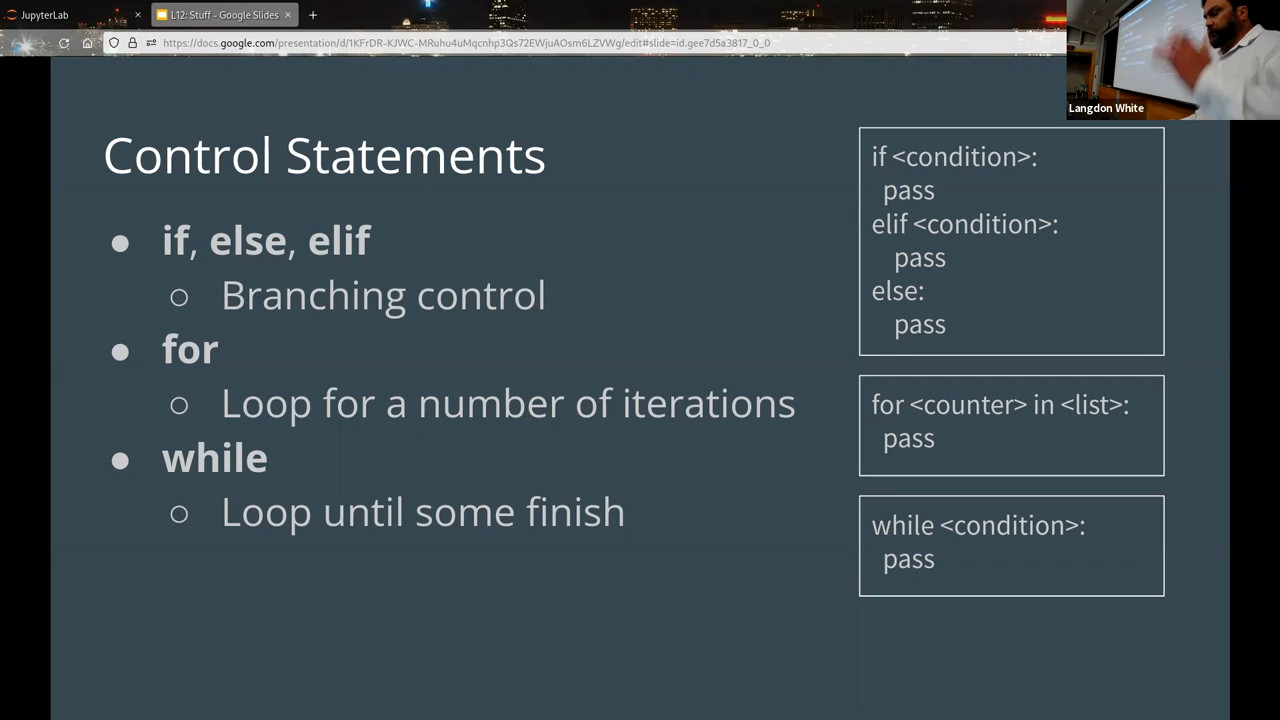 JupyterLab
L12: Stuff - Google Slides
https://docs.google.com/presentation/d/1KFrDR-KJWC-MRuhu4uMqcnhp3Qs72EWjuAOsm6LZVWg/edit#slide=id.gee7d5a3817_0_0
Langdon White
Control Statements
● if, else, elif
○ Branching control
● for
○ Loop for a number of iterations
● while
○ Loop until some finish
if <condition>:
pass
elif <condition>:
pass
else:
pass
for <counter> in <list>:
pass
while <condition>:
pass